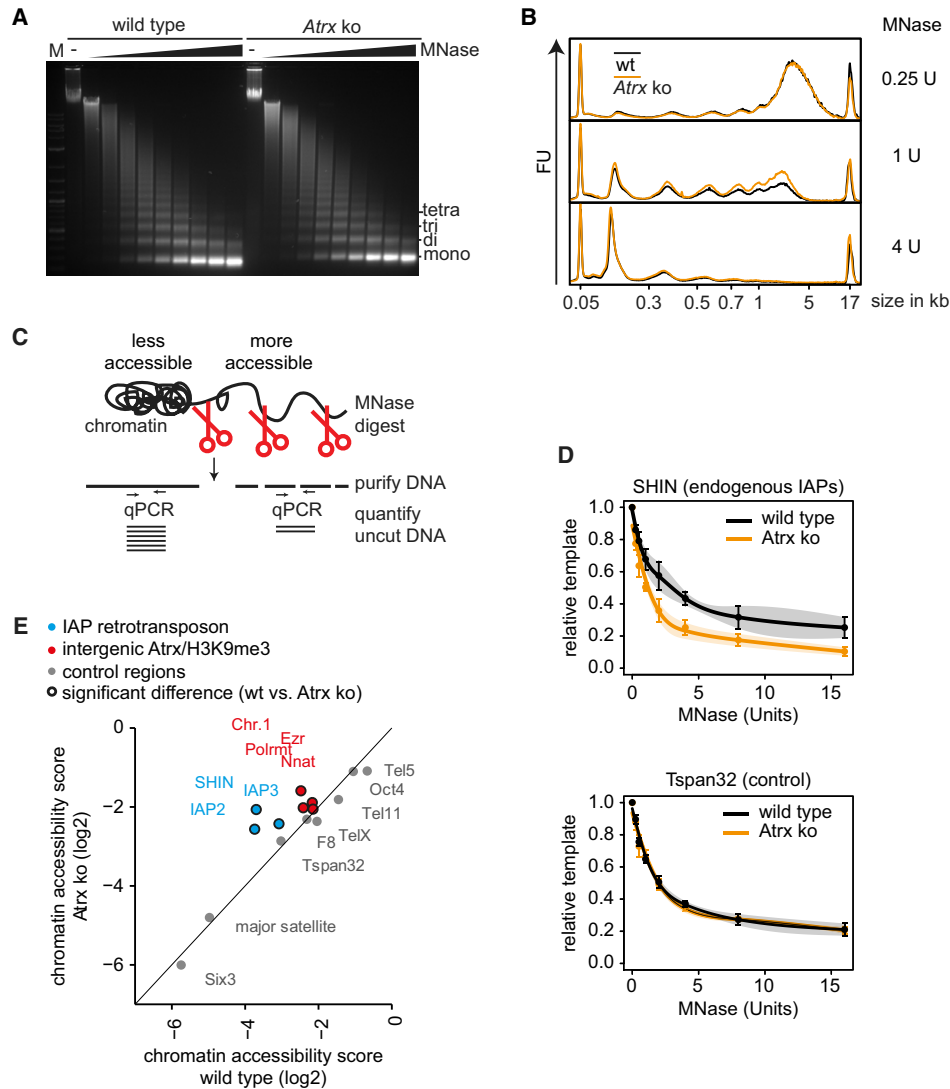 A
wild type
Atrx ko
M
-
-
MNase
tetra
tri
di
mono
B
MNase
wt
Atrx ko
0.25 U
1 U
4 U
FU
0.05
0.3
0.5
0.7
1
5
17
size in kb
C
less
accessible
more
accessible
chromatin
MNase
digest
purify DNA
qPCR
qPCR
quantify
uncut DNA
D
SHIN (endogenous IAPs)
wild type
Atrx ko
relative template
1.0
0.8
0.6
0.4
0.2
0.0
0
5
10
15
MNase (Units)
Tspan32 (control)
wild type
Atrx ko
relative template
1.0
0.8
0.6
0.4
0.2
0.0
0
5
10
15
MNase (Units)
E
IAP retrotransposon
intergenic Atrx/H3K9me3
control regions
significant difference (wt vs. Atrx ko)
chromatin accessibility score
Atrx ko (log2)
0
−2
−4
−6
Chr.1
Ezr
Polrmt
Nnat
SHIN
IAP3
IAP2
Tel5
Oct4
Tel11
TelX
F8
Tspan32
major satellite
Six3
−6
−4
−2
0
chromatin accessibility score
wild type (log2)